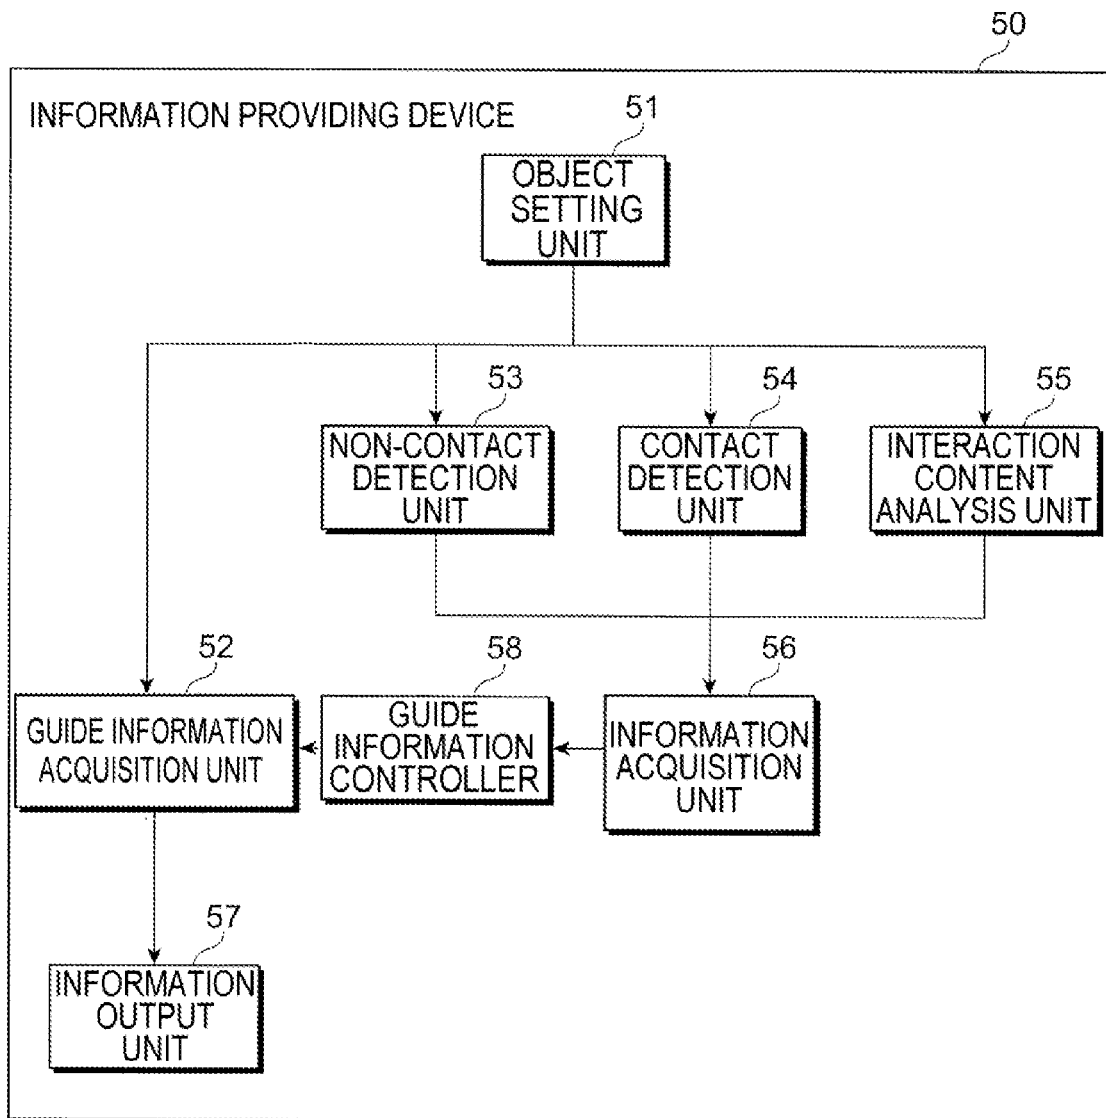 50
INFORMATION PROVIDING DEVICE
51
OBJECT
SETTING
UNIT
53
54
55
NON-CONTACT
DETECTION
UNIT
CONTACT
DETECTION
UNIT
INTERACTION
CONTENT
ANALYSIS UNIT
52
58
56
GUIDE INFORMATION
ACQUISITION UNIT
GUIDE
INFORMATION
CONTROLLER
INFORMATION
ACQUISITION
UNIT
57
INFORMATION
OUTPUT
UNIT